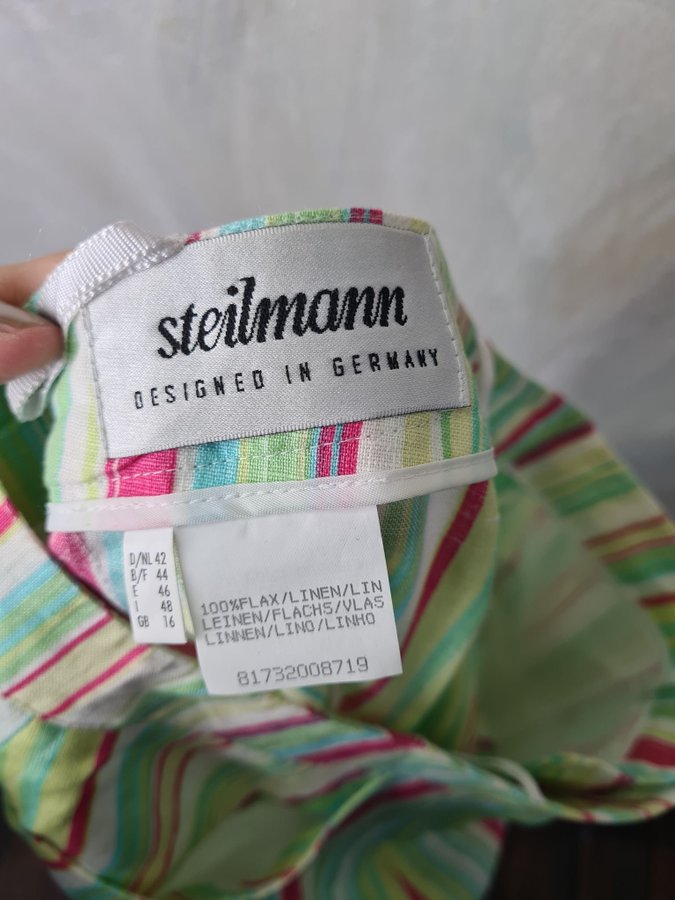 steilmann
DESIGNED IN GERMANY
D/NL 42
B/F 44
E 46
I 48
GB 16
100%FLAX/LINEN/LIN
LEINEN/FLACHS/VLAS
LINNEN/LINO/LINHO
81732008719